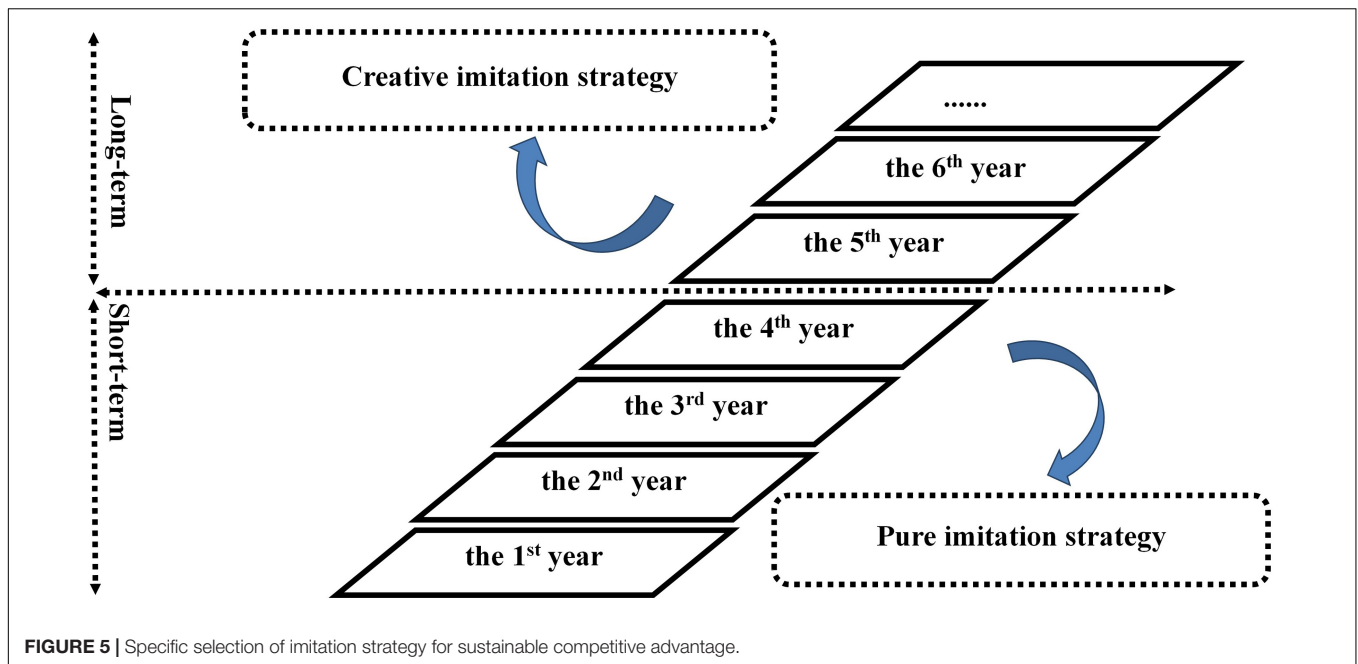 Long-term
Creative imitation strategy
......
the 6th year
the 5th year
Short-term
the 4th year
the 3rd year
the 2nd year
the 1st year
Pure imitation strategy
FIGURE 5 | Specific selection of imitation strategy for sustainable competitive advantage.